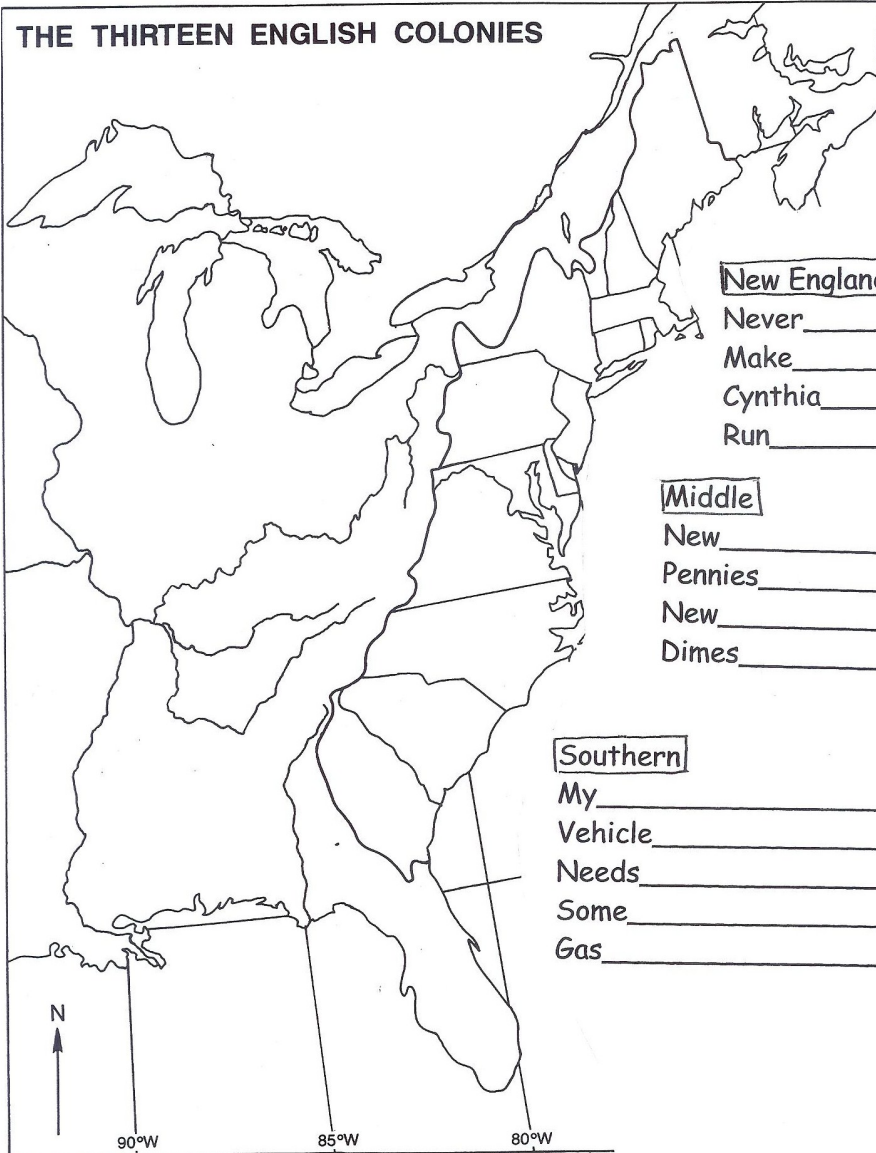 THE THIRTEEN ENGLISH COLONIES
New Englan
Never
Make
Cynthia
Run
Middle
New
Pennies
New
Dimes
Southern
My
Vehicle
Needs
Some
Gas
N
90°W
85°W
80°W